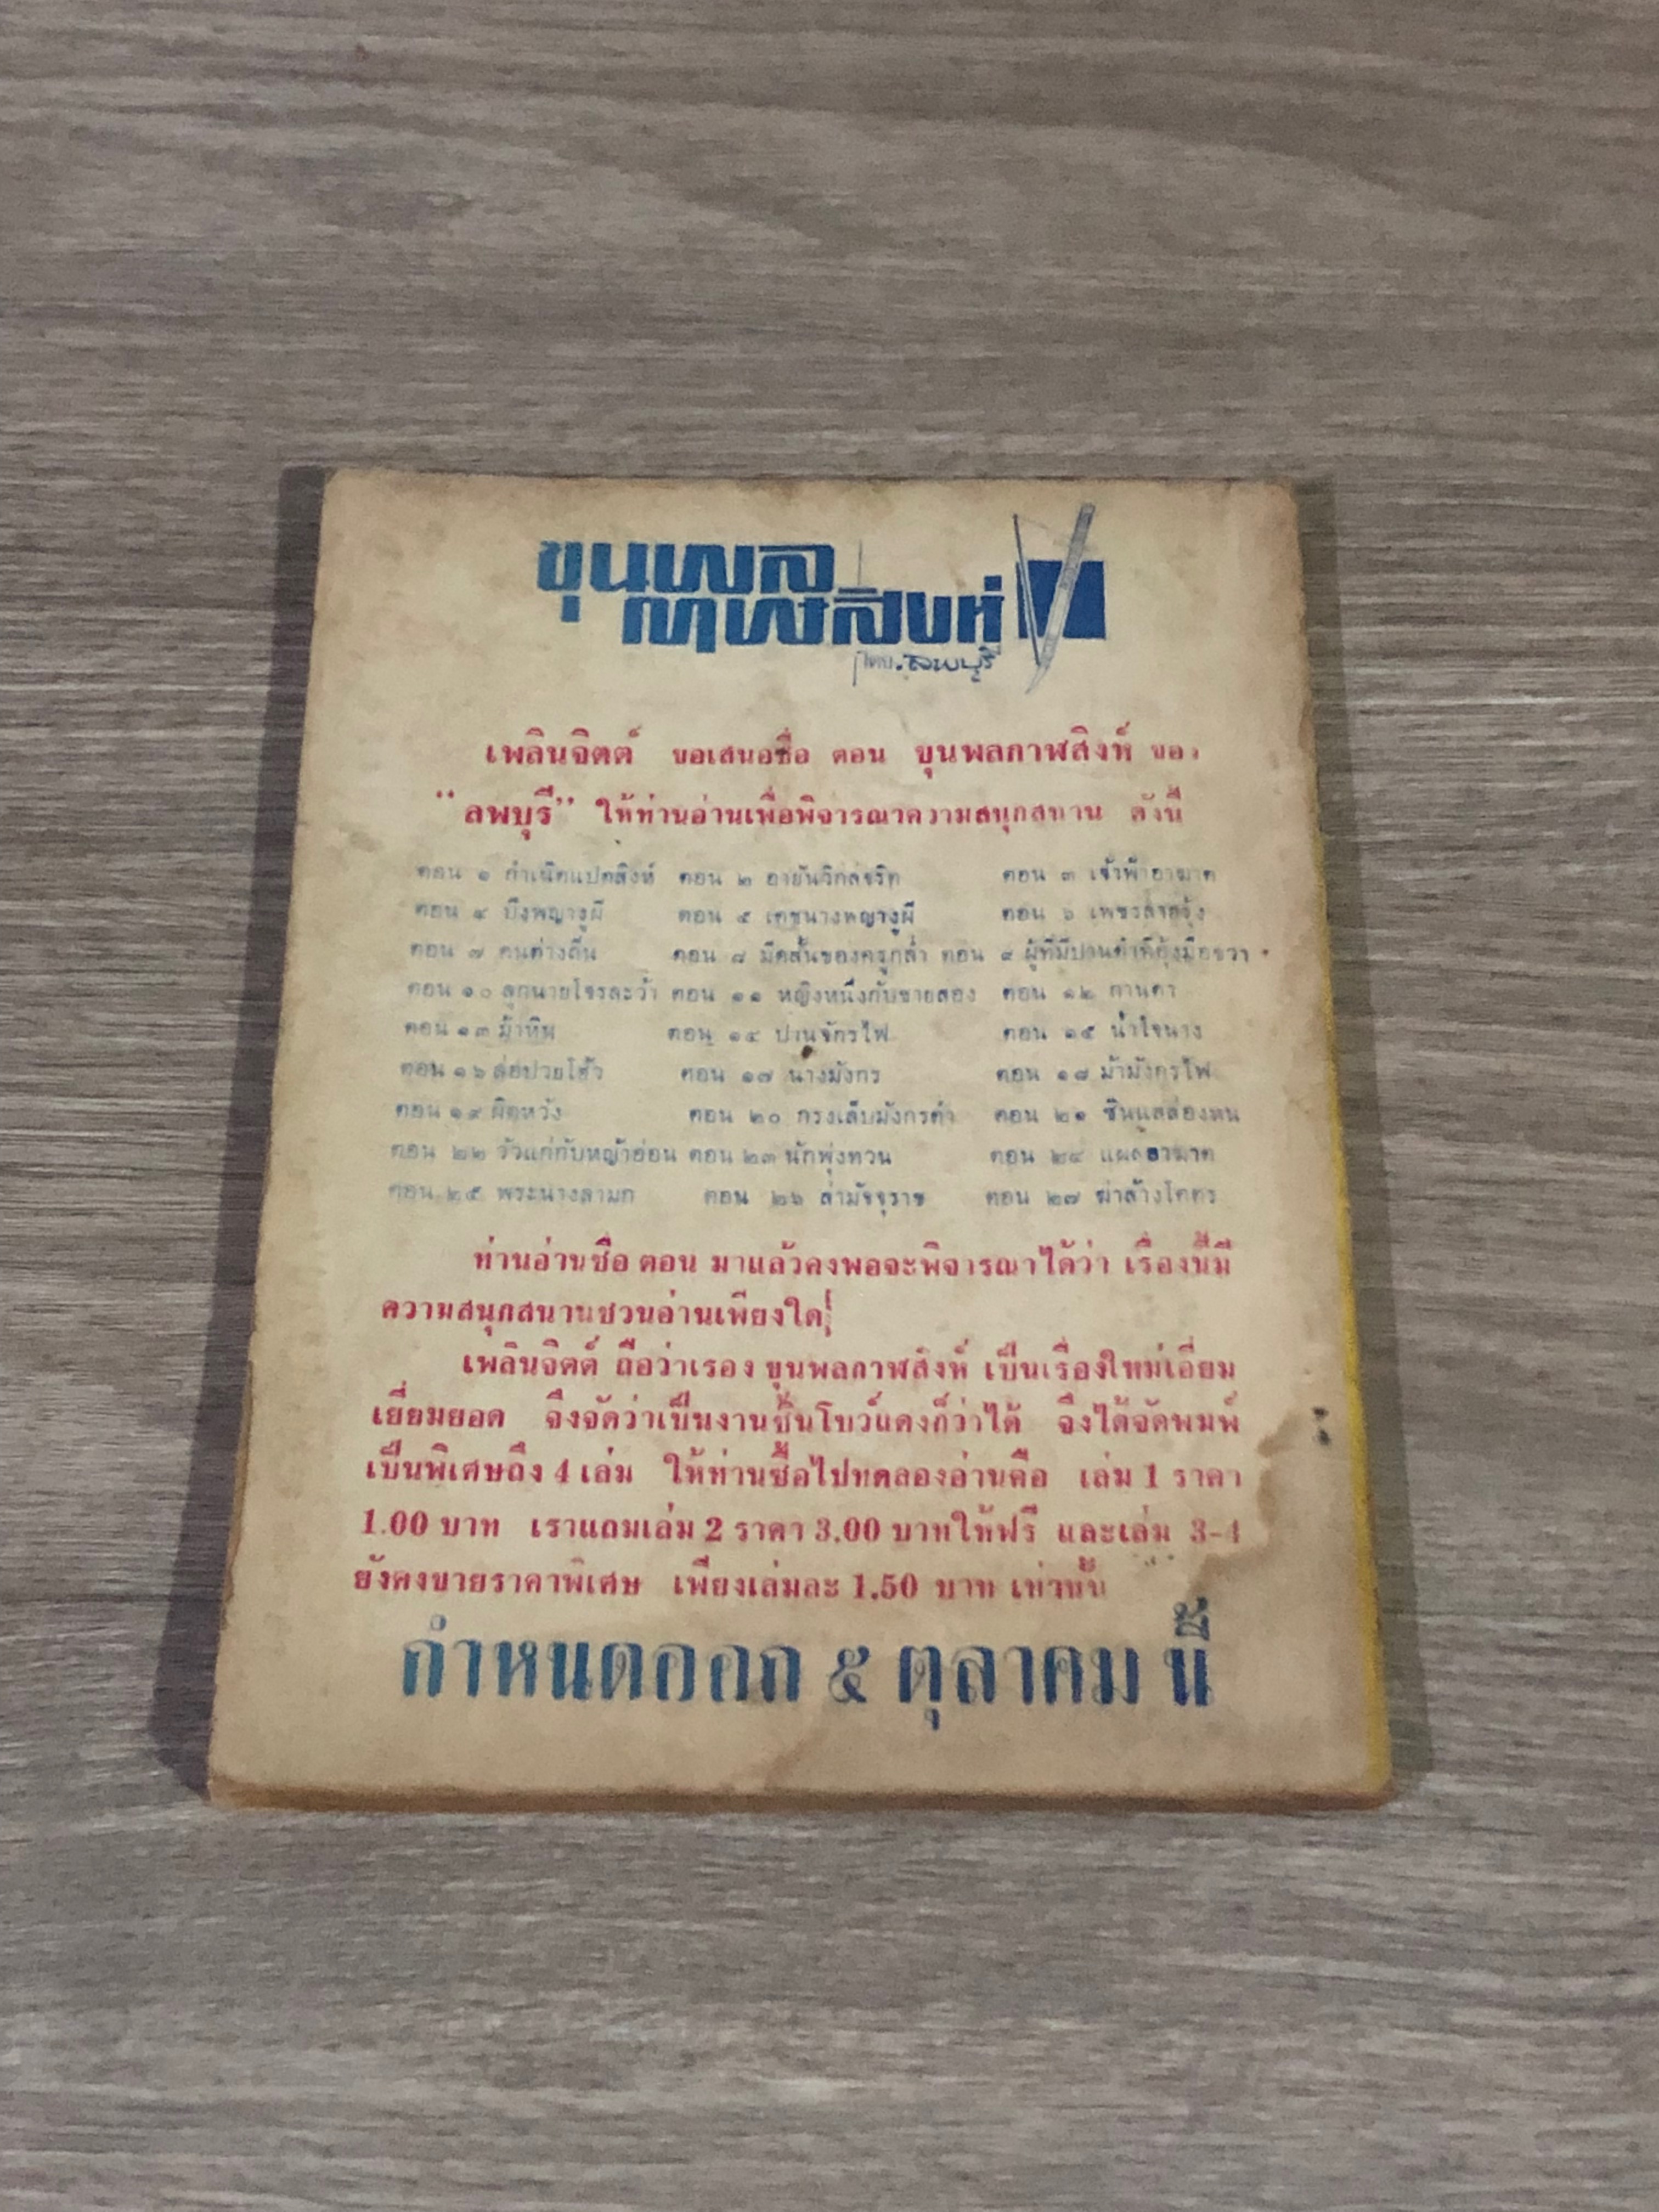 ขุนพล
กาฬสิงห์
โดย. ลพบุรี
เพลินจิตต์ ขอเสนอชื่อ ตอน ขุนพลกาฬสิงห์ ของ
"ลพบุรี" ให้ท่านอ่านเพื่อพิจารณาความสนุกสนาน ดังนี้
ตอน ๑ กำเนิดแปดสิงห์ ตอน ๒ อายันวิกลจริต ตอน ๓ เจ้าฟ้าอาฆาต
ตอน ๔ บึงพญางูผี ตอน ๕ เดชนางพญางูผี ตอน ๖
ตอน ๗ คนต่างถิ่น ตอน ๘ มีดสั้นของครูกล่ำ ตอน ๙ ผู้ที่มีปานดำที่อุ้งมือขวา
ตอน ๑๐ ลูกนายโจรละว้า ตอน ๑๑ หญิงหนึ่งกับชายสอง ตอน ๑๒ กานดา
ตอน ๑๓ ม้าหิน ตอน ๑๔ ปานจักรไฟ ตอน ๑๕ น้ำใจนาง
ตอน ๑๖ ล่อปวยโฮ้ว ตอน ๑๗ นางมังกร ตอน ๑๘ ม้ามังกรไฟ
ตอน ๑๙ ผิดหวัง ตอน ๒๐ กรงเล็บมังกรดำ ตอน ๒๑ ซินแสล่องหน
ตอน ๒๒ วัวแก่กับหญ้าอ่อน ตอน ๒๓ นักพุ่งทวน ตอน ๒๔ แผลอาฆาต
ตอน ๒๕ พระนางลามก ตอน ๒๖ ล่ามัจจุราช ตอน ๒๗ ฆ่าล้างโคตร
ท่านอ่านชื่อ ตอน มาแล้วคงพอจะพิจารณาได้ว่า เรื่องนี้มี
ความสนุกสนานชวนอ่านเพียงใด!
เพลินจิตต์ ถือว่าเรื่อง ขุนพลกาฬสิงห์ เป็นเรื่องใหม่เอี่ยม
เยี่ยมยอด จึงจัดว่าเป็นงานชิ้นโบว์แดงก็ว่าได้ จึงได้จัดพิมพ์
เป็นพิเศษถึง 4 เล่ม ให้ท่านซื้อไปทดลองอ่านคือ เล่ม 1 ราคา
1.00 บาท เราแถมเล่ม 2 ราคา 3.00 บาทให้ฟรี และเล่ม 3-4
ยังคงขายราคาพิเศษ เพียงเล่มละ 1.50 บาท เท่านั้น
กำหนดออก ๕ ตุลาคม นี้